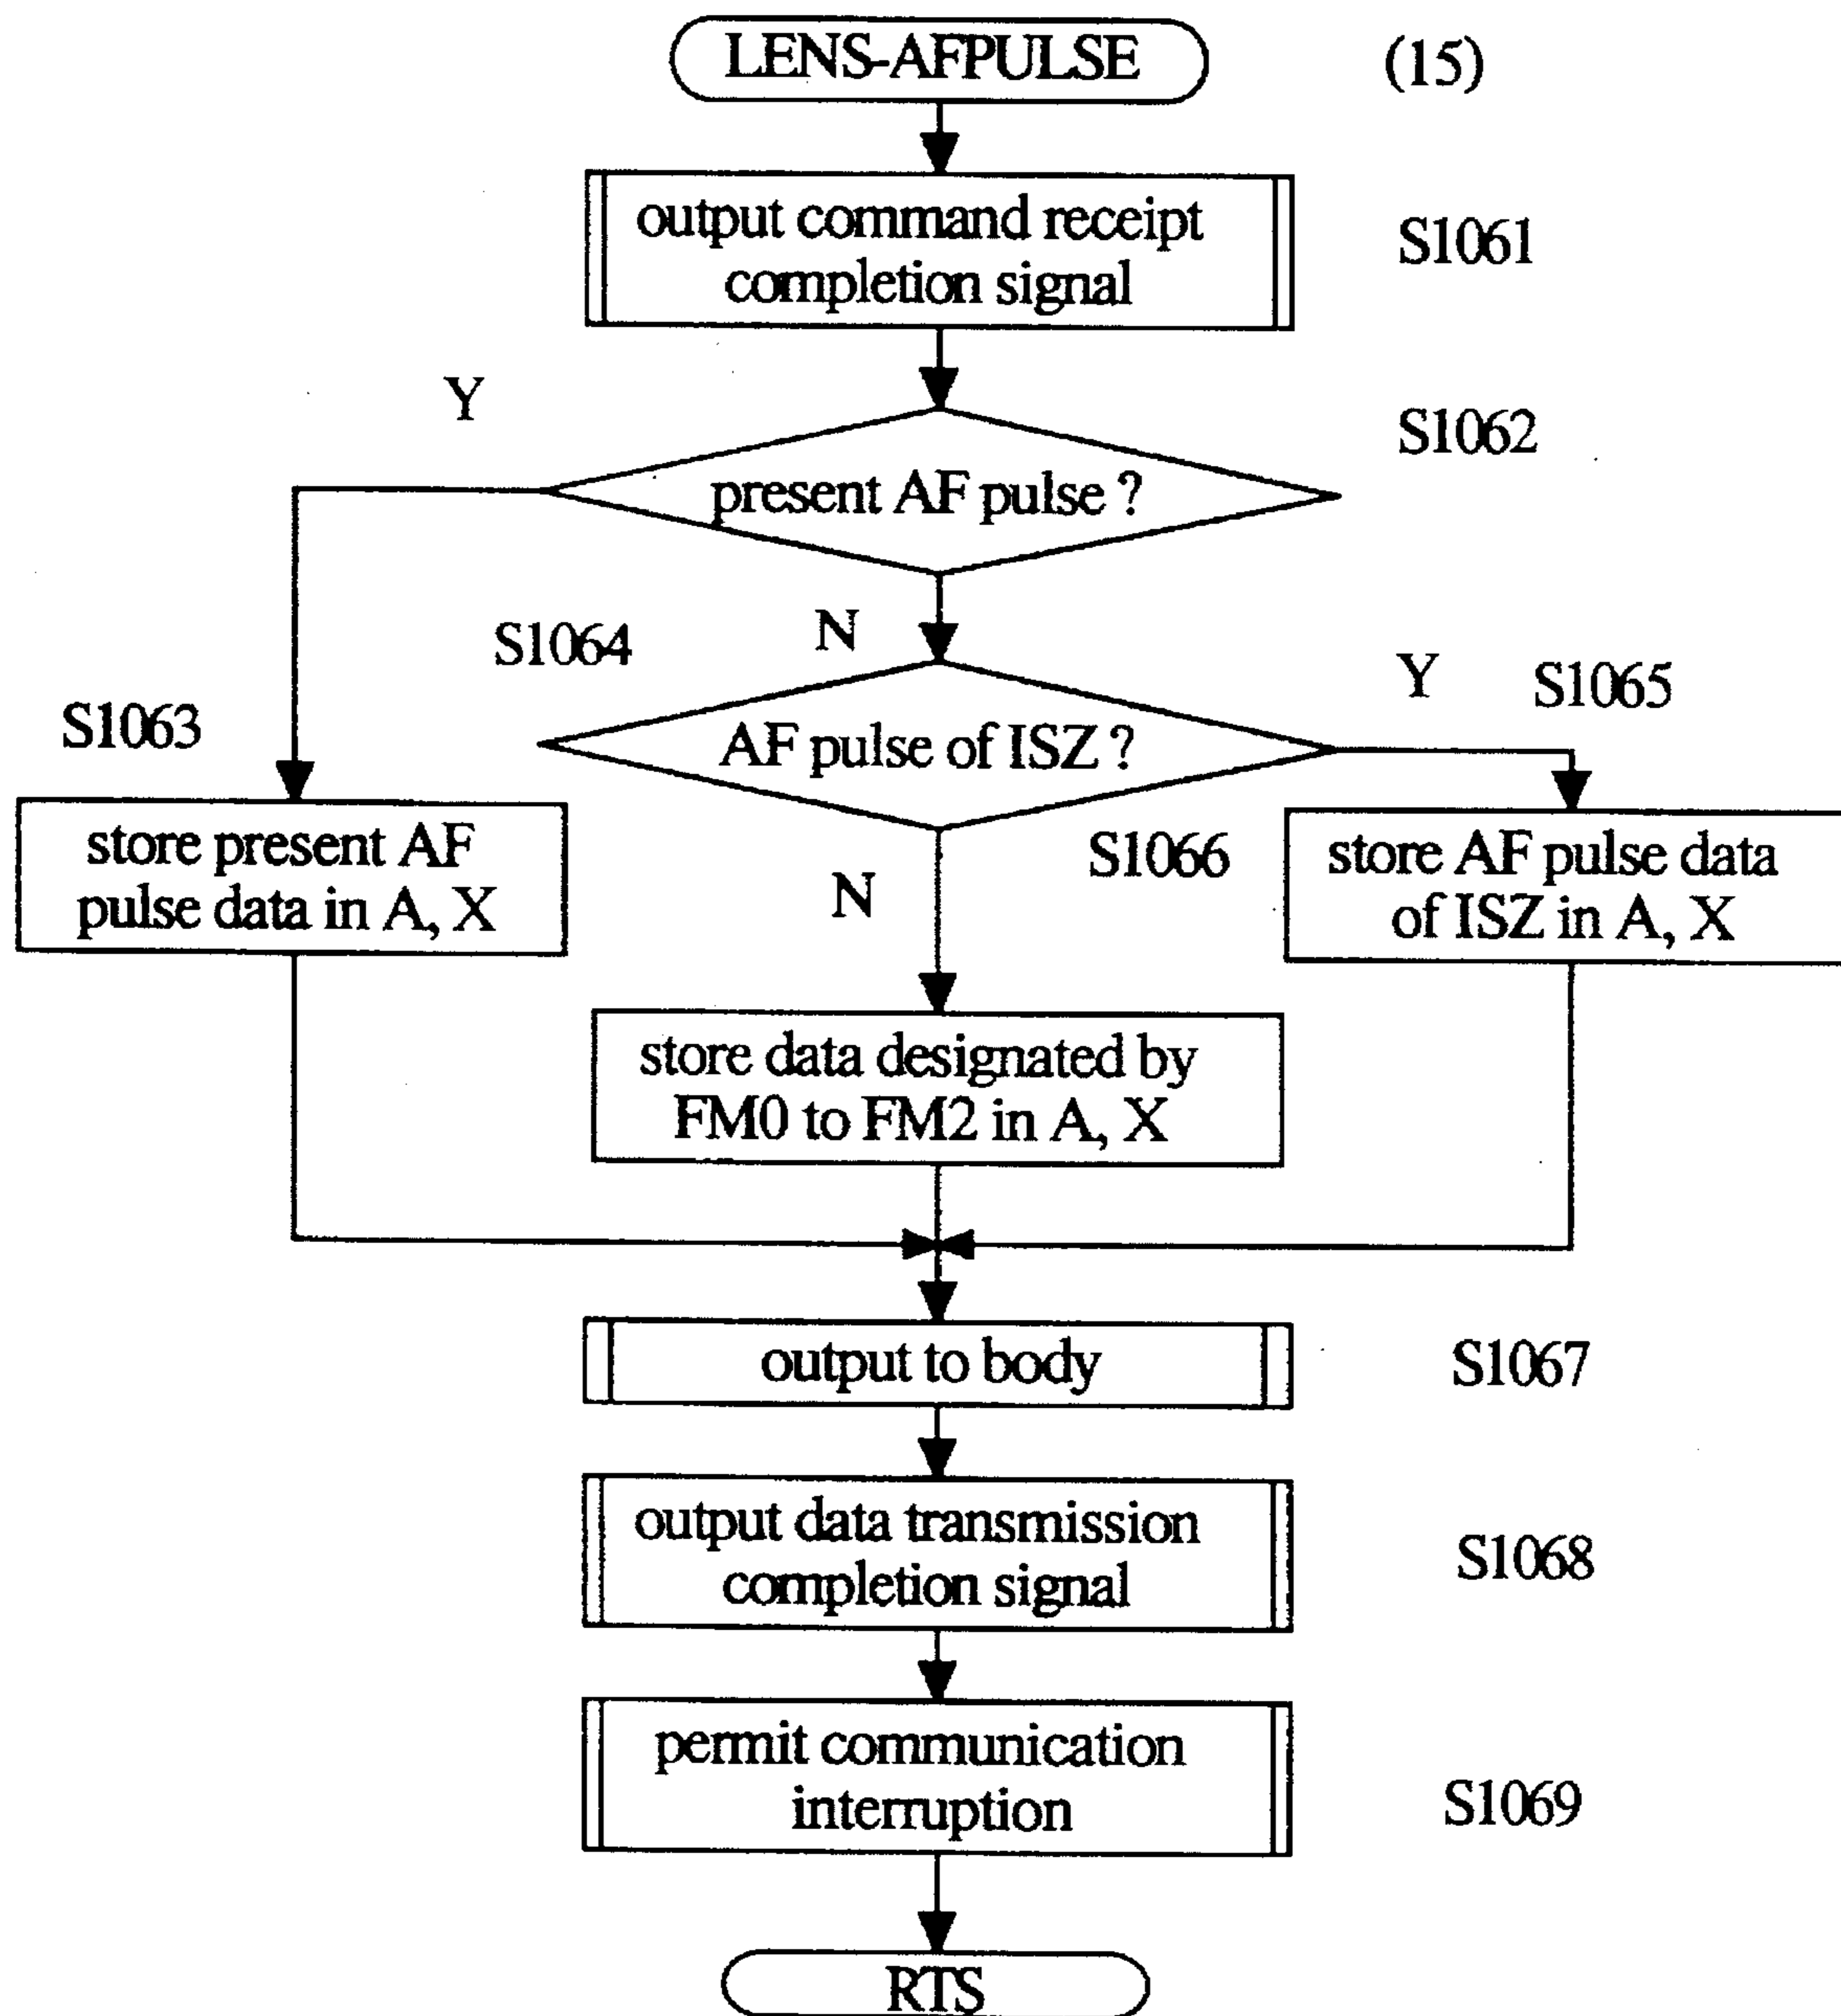 LENS-AFPULSE
(15)
output command receipt
completion signal
S1061
Y
S1062
present AF pulse ?
N
S1064
Y
S1065
S1063
AF pulse of ISZ ?
store present AF
pulse data in A, X
N
S1066
store AF pulse data
of ISZ in A, X
store data designated by
FM0 to FM2 in A, X
output to body
S1067
output data transmission
completion signal
S1068
permit communication
interruption
S1069
RTS